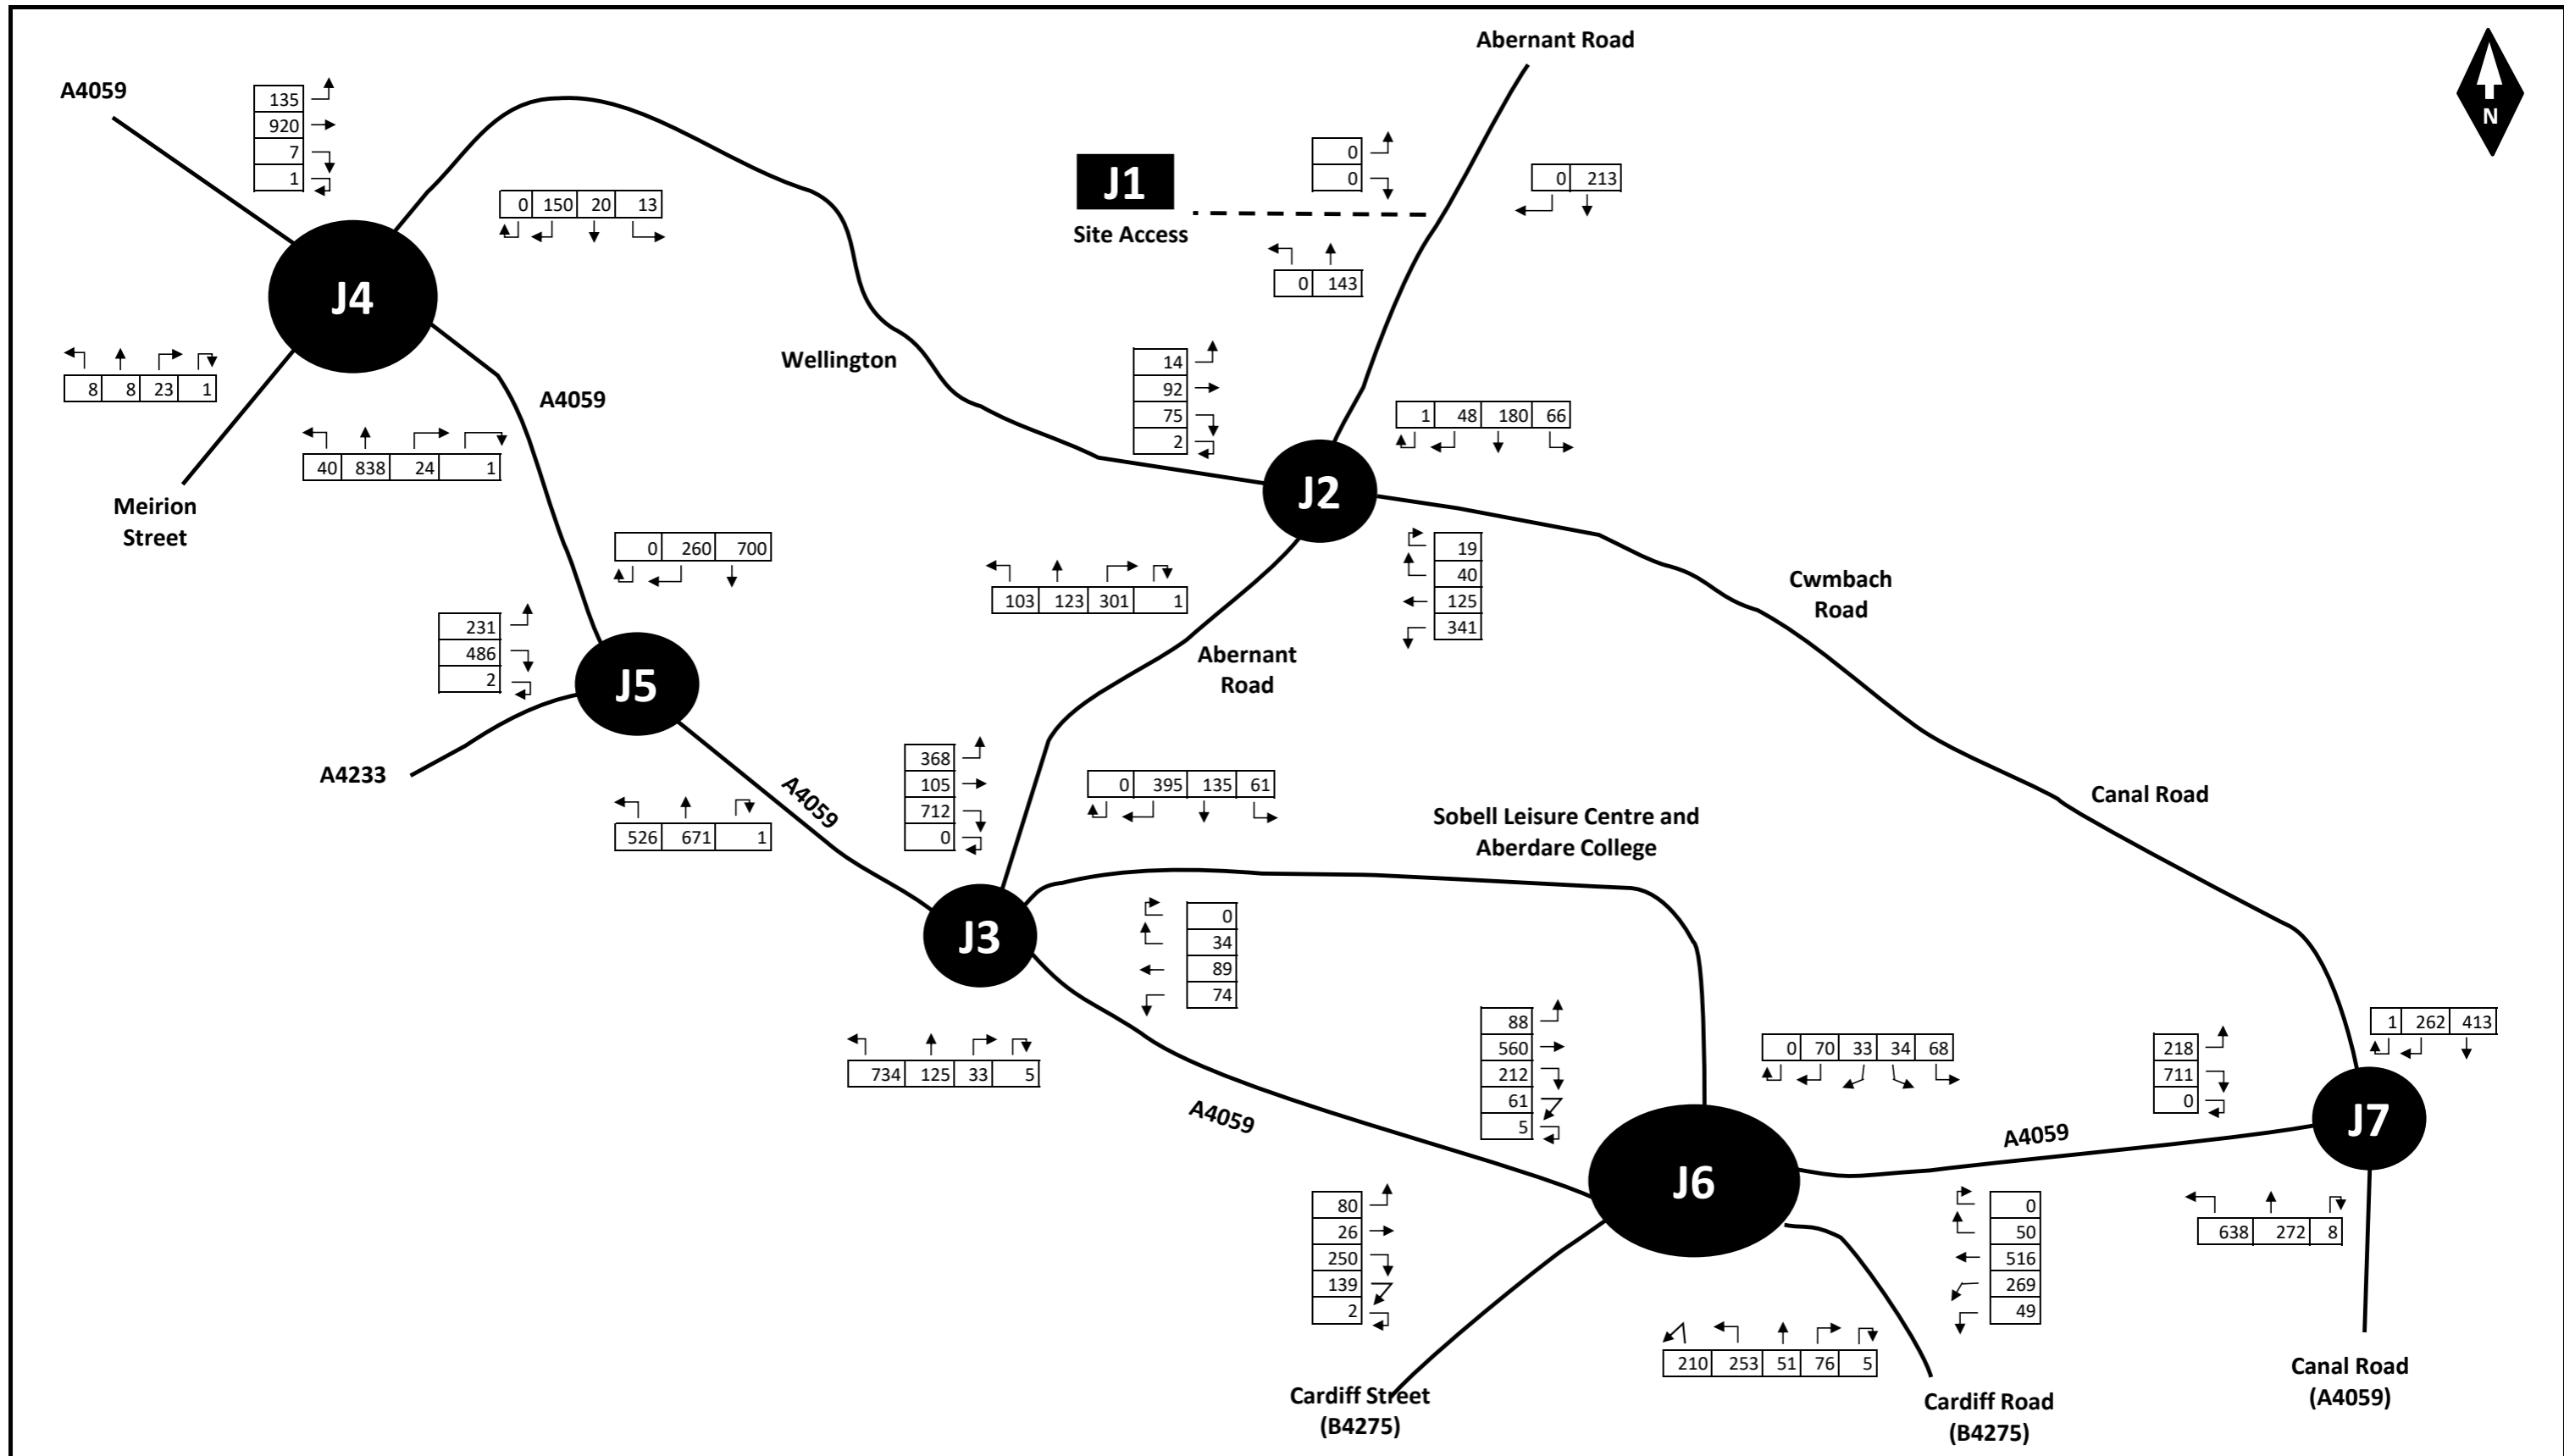 Abernant Road
A4059
N
135
920
7
1
0 150 20 13
J1
Site Access
0
0
0 213
0 143
J4
8 8 23 1
A4059
40 838 24 1
Meirion
Street
Wellington
14
92
75
2
1 48 180 66
J2
19
40
125
341
103 123 301 1
Cwmbach
Road
0 260 700
231
486
2
J5
A4233
526 671 1
A4059
Abernant
Road
368
105
712
0
0 395 135 61
Canal Road
Sobell Leisure Centre and
Aberdare College
J3
0
34
89
74
734 125 33 5
A4059
88
560
212
61
5
0 70 33 34 68
218
711
0
1 262 413
J7
A4059
J6
80
26
250
139
2
0
50
516
269
49
638 272 8
210 253 51 76 5
Cardiff Street
(B4275)
Cardiff Road
(B4275)
Canal Road
(A4059)